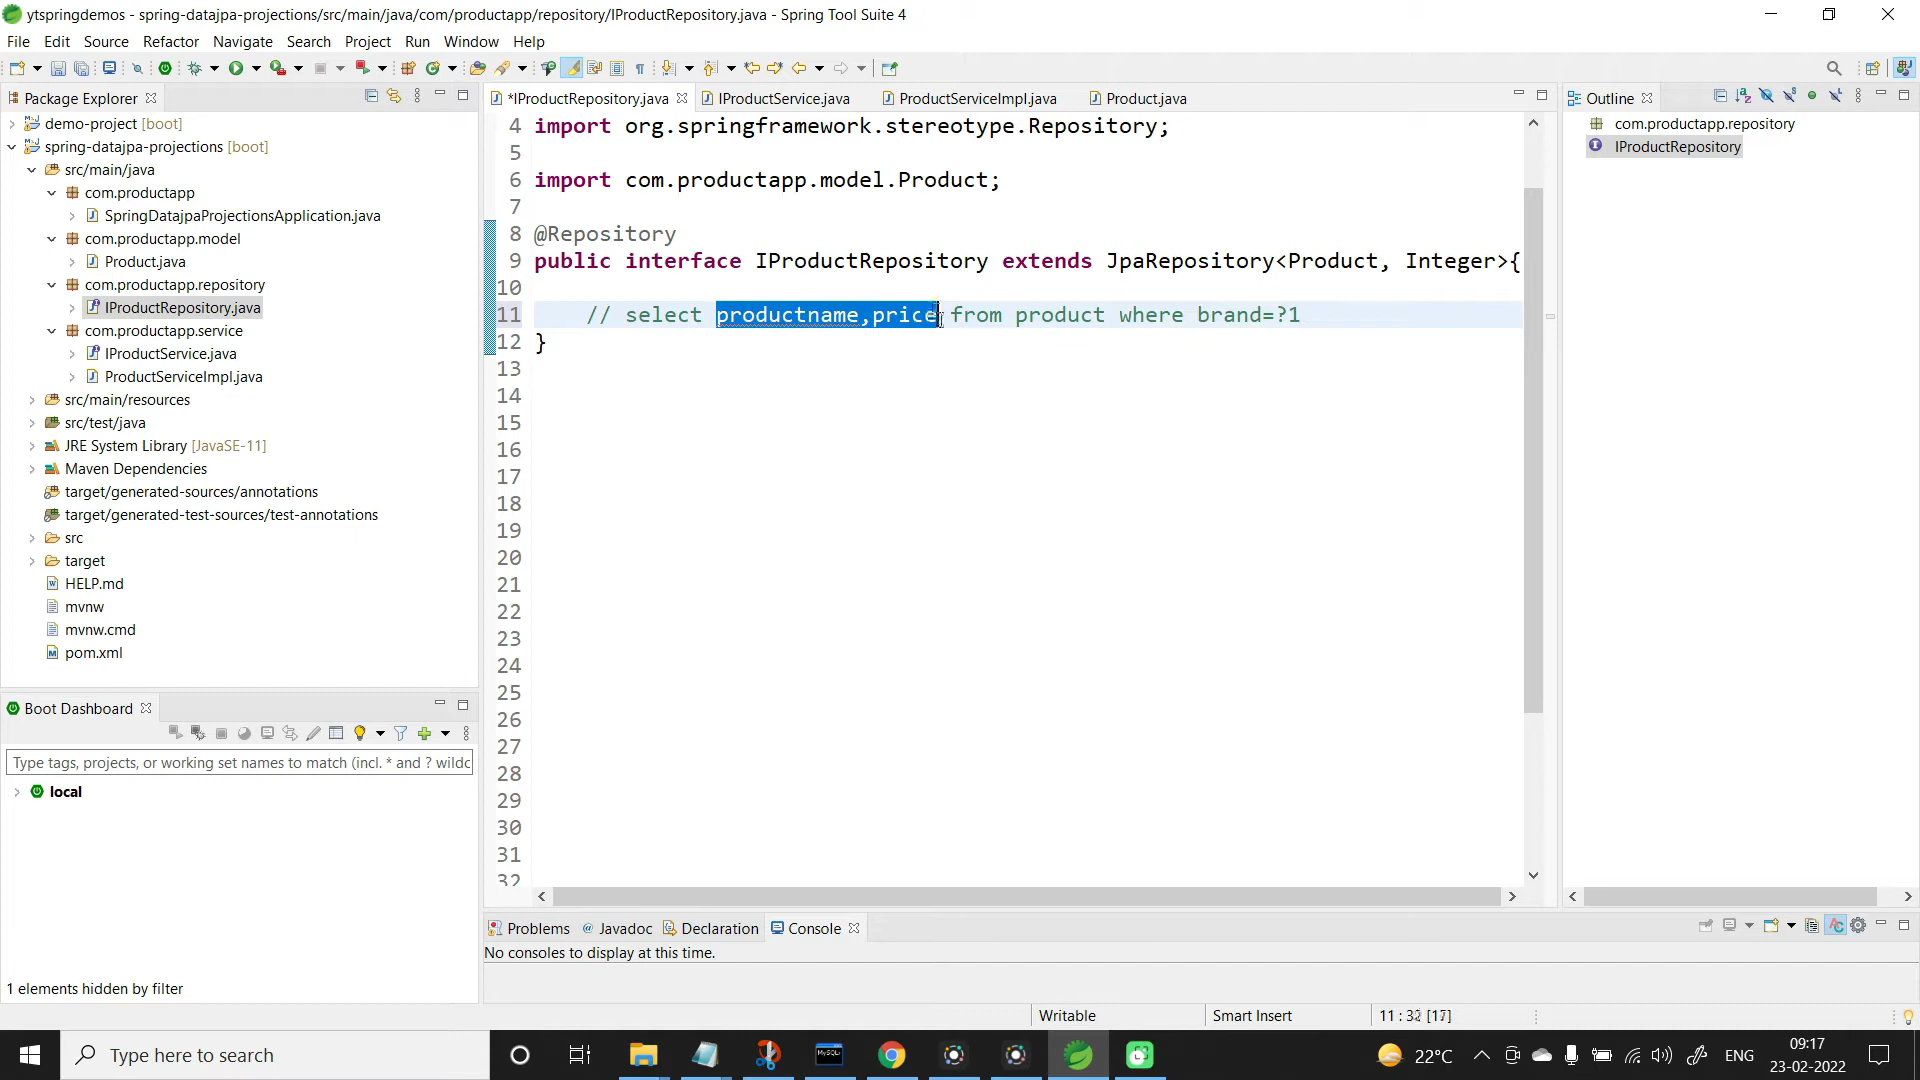 ytspringdemos - spring-datajpa-projections/src/main/java/com/productapp/repository/IProductRepository.java - Spring Tool Suite 4
File Edit Source Refactor Navigate Search Project Run Window Help
Package Explorer
demo-project [boot]
spring-datajpa-projections [boot]
src/main/java
com.productapp
SpringDatajpaProjectionsApplication.java
com.productapp.model
Product.java
com.productapp.repository
IProductRepository.java
com.productapp.service
IProductService.java
ProductServiceImpl.java
src/main/resources
src/test/java
JRE System Library [JavaSE-11]
Maven Dependencies
target/generated-sources/annotations
target/generated-test-sources/test-annotations
src
target
HELP.md
mvnw
mvnw.cmd
pom.xml
Boot Dashboard
Type tags, projects, or working set names to match (incl. * and ? wildc
local
1 elements hidden by filter
*IProductRepository.java IProductService.java ProductServiceImpl.java Product.java
4 import org.springframework.stereotype.Repository;
5
6 import com.productapp.model.Product;
7
8 @Repository
9 public interface IProductRepository extends JpaRepository<Product, Integer>{
10
11 // select productname,price from product where brand=?1
12 }
13
14
15
16
17
18
19
20
21
22
23
24
25
26
27
28
29
30
31
32
Problems Javadoc Declaration Console
No consoles to display at this time.
Outline
com.productapp.repository
IProductRepository
Writable Smart Insert 11 : 32 [17]
Type here to search
MySQL
22°C
ENG
09:17
23-02-2022